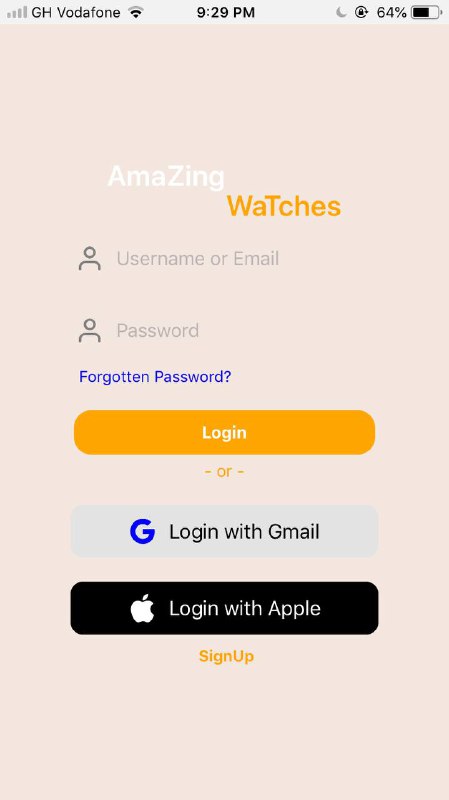 GH Vodafone 9:29 PM 64%
AmaZing
WaTches
Username or Email
Password
Forgotten Password?
Login
- or -
G Login with Gmail
Login with Apple
SignUp